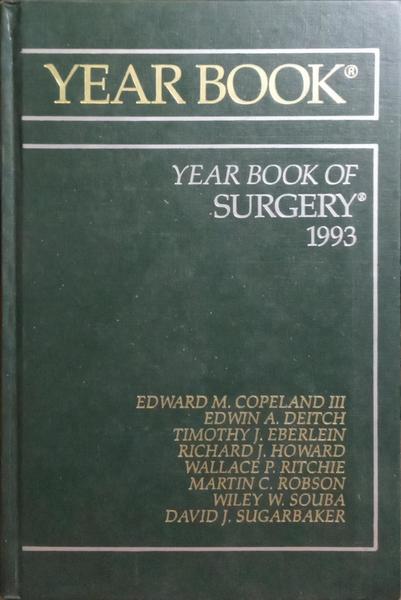 YEAR BOOK®
YEAR BOOK OF
SURGERY®
1993
EDWARD M. COPELAND III
EDWIN A. DEITCH
TIMOTHY J. EBERLEIN
RICHARD J. HOWARD
WALLACE P. RITCHIE
MARTIN C. ROBSON
WILEY W. SOUBA
DAVID J. SUGARBAKER